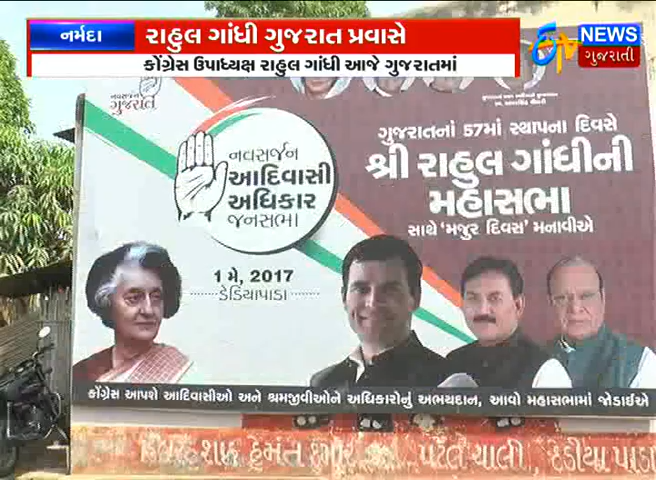 નર્મદા
રાહુલ ગાંધી ગુજરાત પ્રવાસે
કોંગ્રેસ ઉપાધ્યક્ષ રાહુલ ગાંધી આજે ગુજરાતમાં
NEWS
ગુજરાતી
ગુજરાત
ગુજરાતનાં 57માં સ્થાપના દિવસે
શ્રી રાહુલ ગાંધીની
મહાસભા
સાથે 'મજુર દિવસ' મનાવીએ
નવસર્જન
આદિવાસી
અધિકાર
જનસભા
1 મે, 2017
ડેડિયાપાડા
કોંગ્રેસ આપશે આદિવાસીઓ અને શ્રમજીવીઓને અધિકારોનું અભયદાન, આવો મહાસભામાં જોડાઈએ